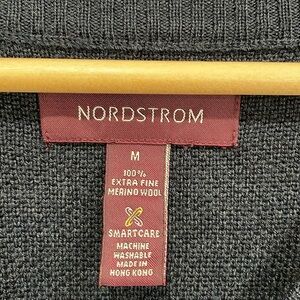 NORDSTROM
M
100%
EXTRA FINE
MERINO WOOL
SMARTCARE
MACHINE
WASHABLE
MADE IN
HONG KONG